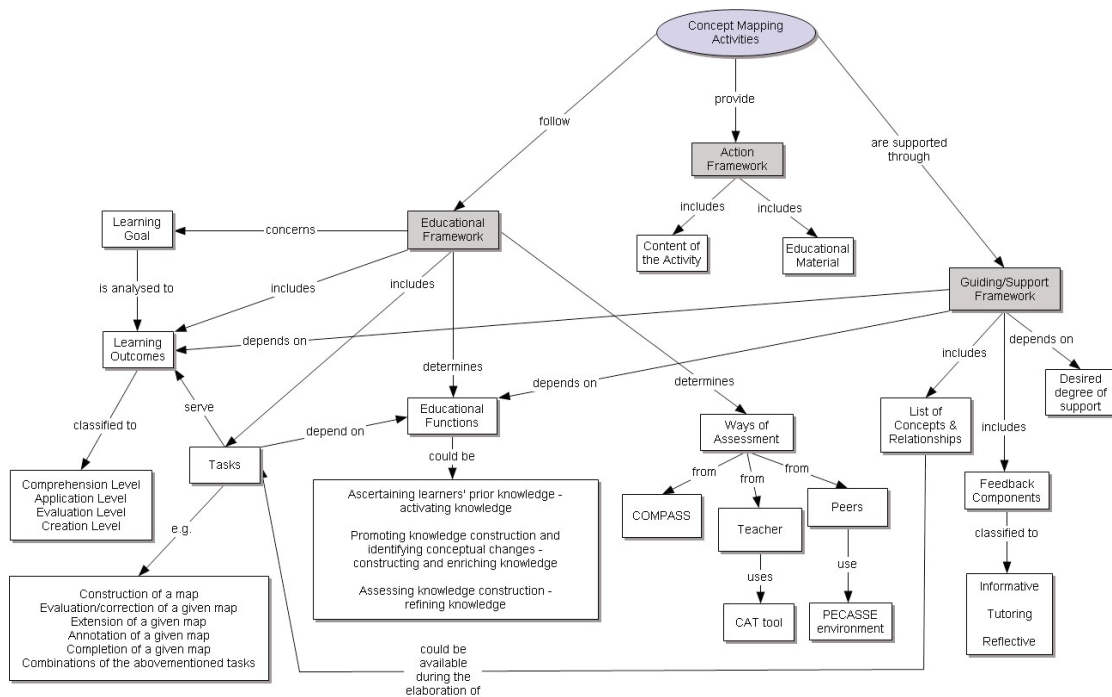 Concept Mapping
Activities
follow
provide
are supported
through
Action
Framework
includes
includes
Content of
the Activity
Educational
Material
Learning
Goal
concerns
Educational
Framework
Guiding/Support
Framework
is analysed to
includes
includes
Learning
Outcomes
depends on
determines
depends on
determines
includes
depends on
classified to
serve
depend on
Educational
Functions
Ways of
Assessment
List of
Concepts &
Relationships
Desired
degree of
support
Tasks
could be
from
from
from
includes
Comprehension Level
Application Level
Evaluation Level
Creation Level
Ascertaining learners' prior knowledge -
activating knowledge
Promoting knowledge construction and
identifying conceptual changes -
constructing and enriching knowledge
Assessing knowledge construction -
refining knowledge
COMPASS
Teacher
Peers
Feedback
Components
e.g.
uses
use
classified to
Construction of a map
Evaluation/correction of a given map
Extension of a given map
Annotation of a given map
Completion of a given map
Combinations of the abovementioned tasks
CAT tool
PECASSE
environment
Informative
Tutoring
Reflective
could be
available
during the
elaboration of